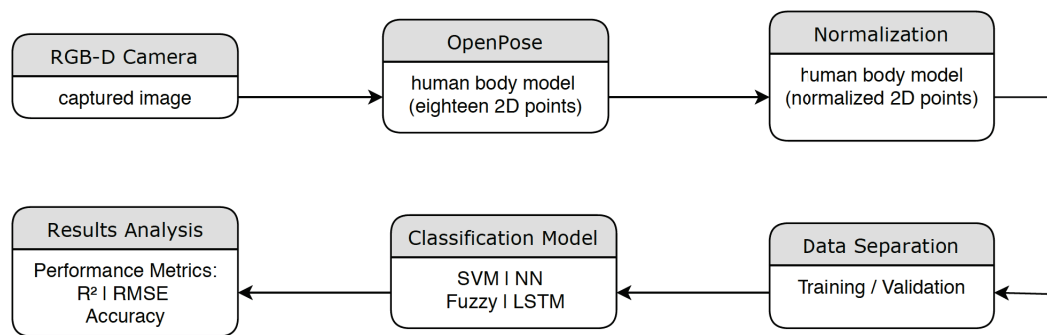 RGB-D Camera
captured image
OpenPose
human body model
(eighteen 2D points)
Normalization
human body model
(normalized 2D points)
Data Separation
Training / Validation
Classification Model
SVM | NN
Fuzzy | LSTM
Results Analysis
Performance Metrics:
R² | RMSE
Accuracy